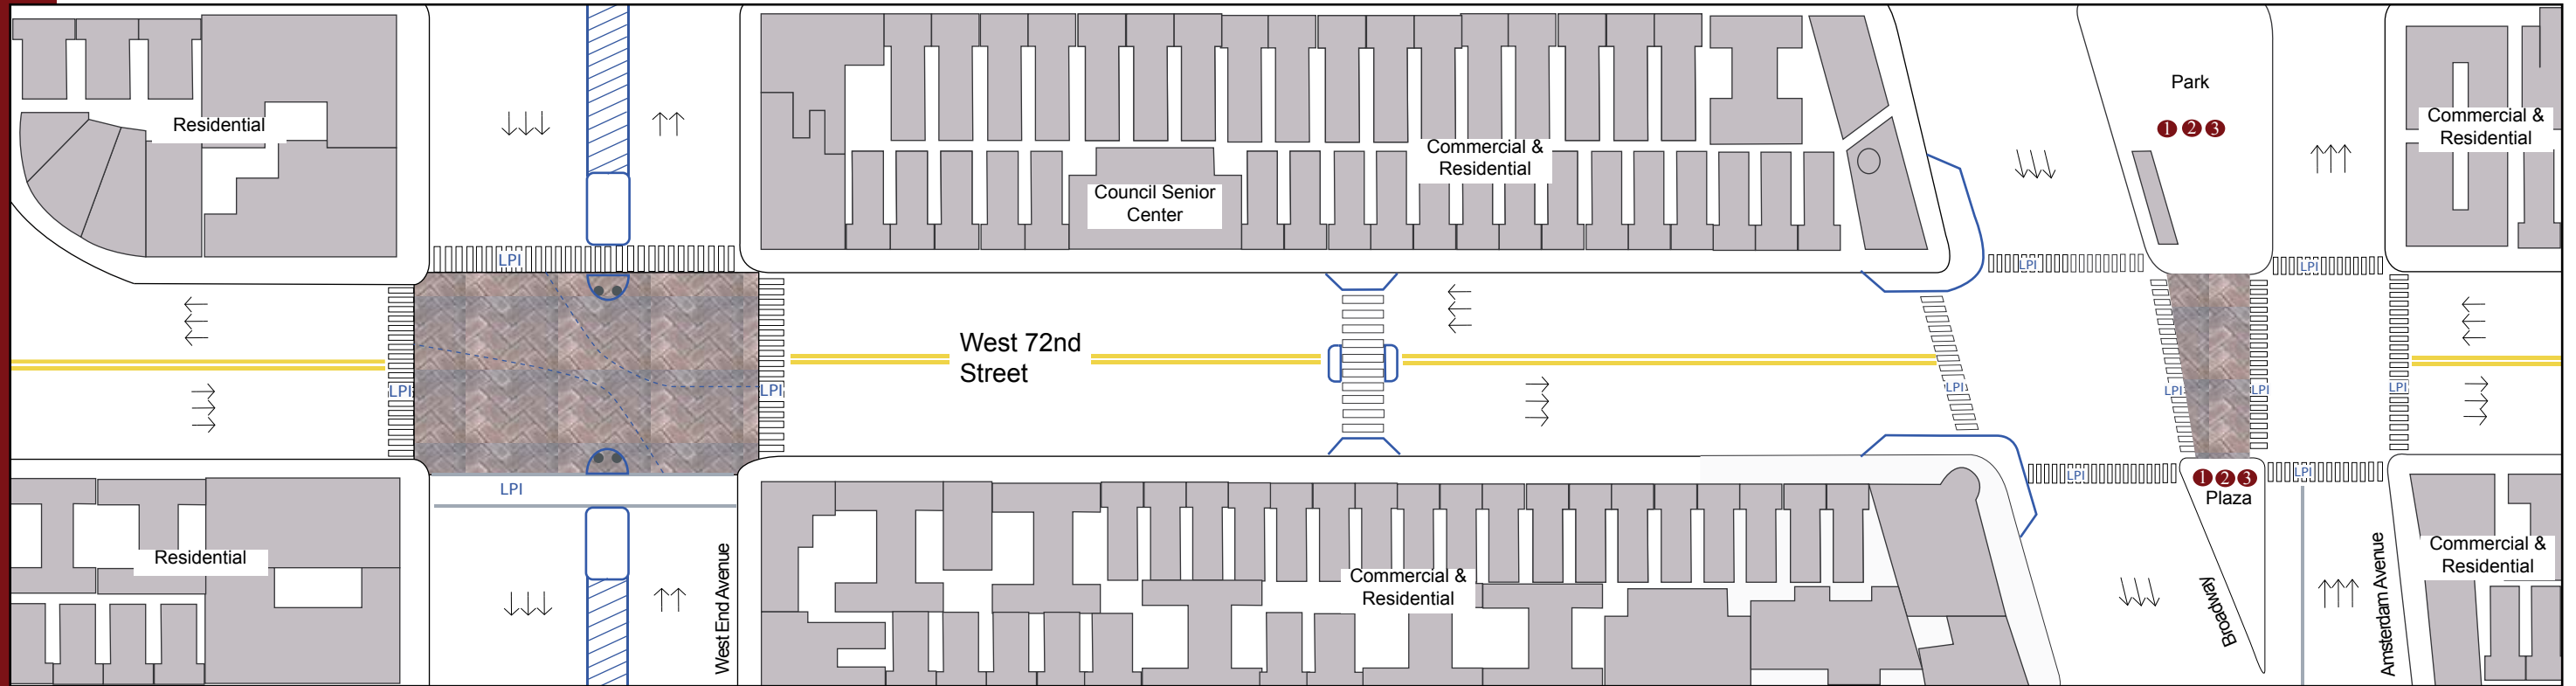 Residential
Park
1 2 3
Commercial &
Residential
Commercial &
Residential
Council Senior
Center
LPI
LPI
LPI
West 72nd
Street
LPI
LPI
LPI
LPI
LPI
LPI
LPI
LPI
LPI
LPI
1 2 3
Plaza
Residential
West End Avenue
Commercial &
Residential
Broadway
Amsterdam Avenue
Commercial &
Residential